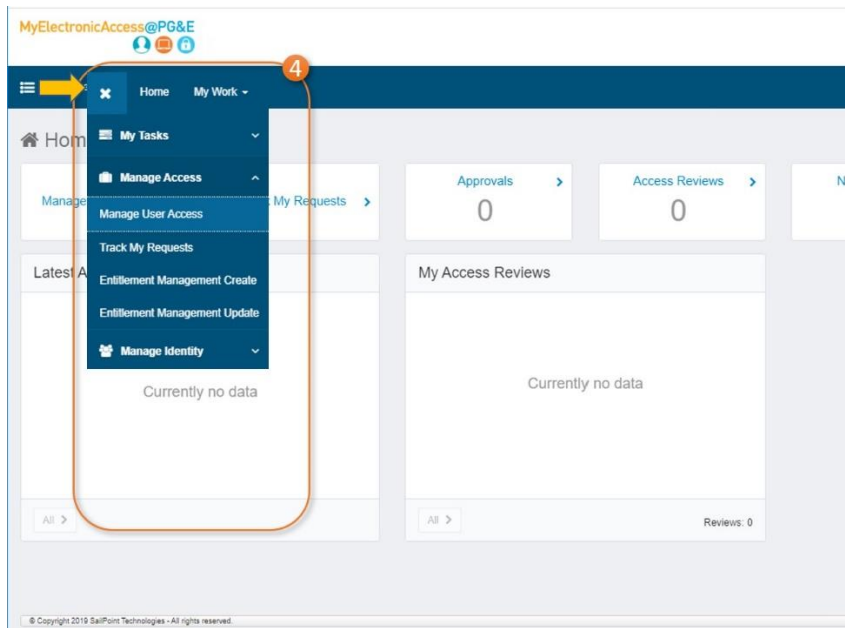 MyElectronicAccess@PG&E
4
Home My Work
Hom
My Tasks
Manage Access
Manage User Access
Track My Requests
Entitlement Management Create
Entitlement Management Update
Manage Identity
Manage
My Requests
Approvals
0
Access Reviews
0
N
Latest A
Currently no data
All
My Access Reviews
Currently no data
All
Reviews: 0
© Copyright 2019 SailPoint Technologies - All rights reserved.